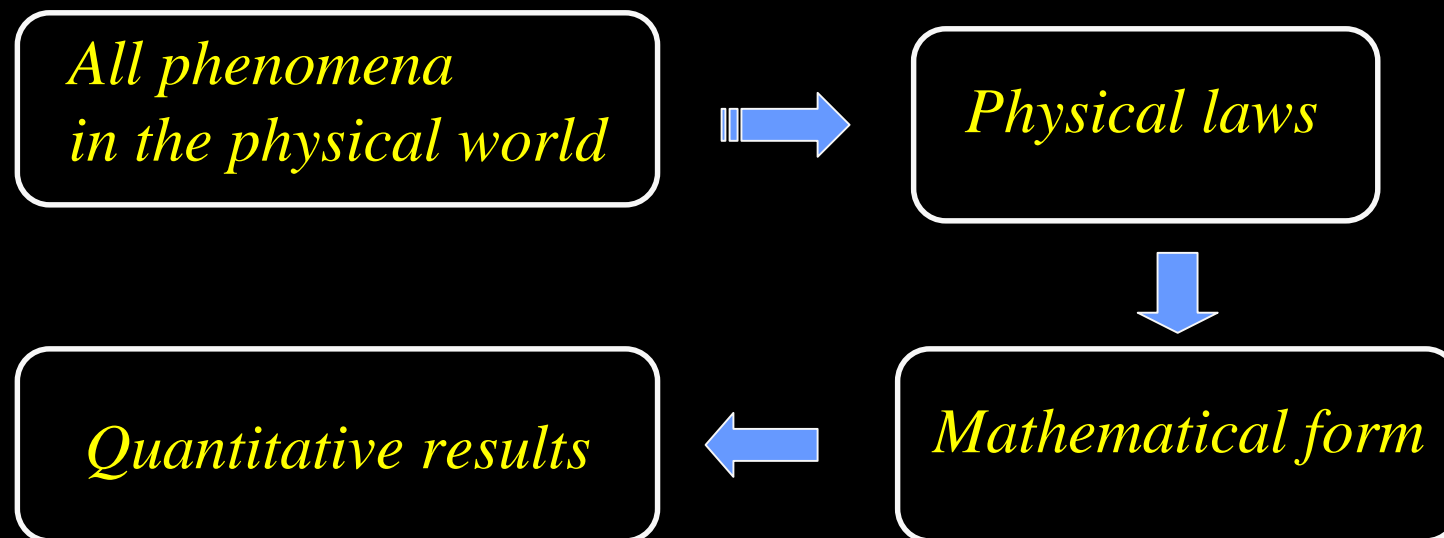 All phenomena
in the physical world
Physical laws
Mathematical form
Quantitative results